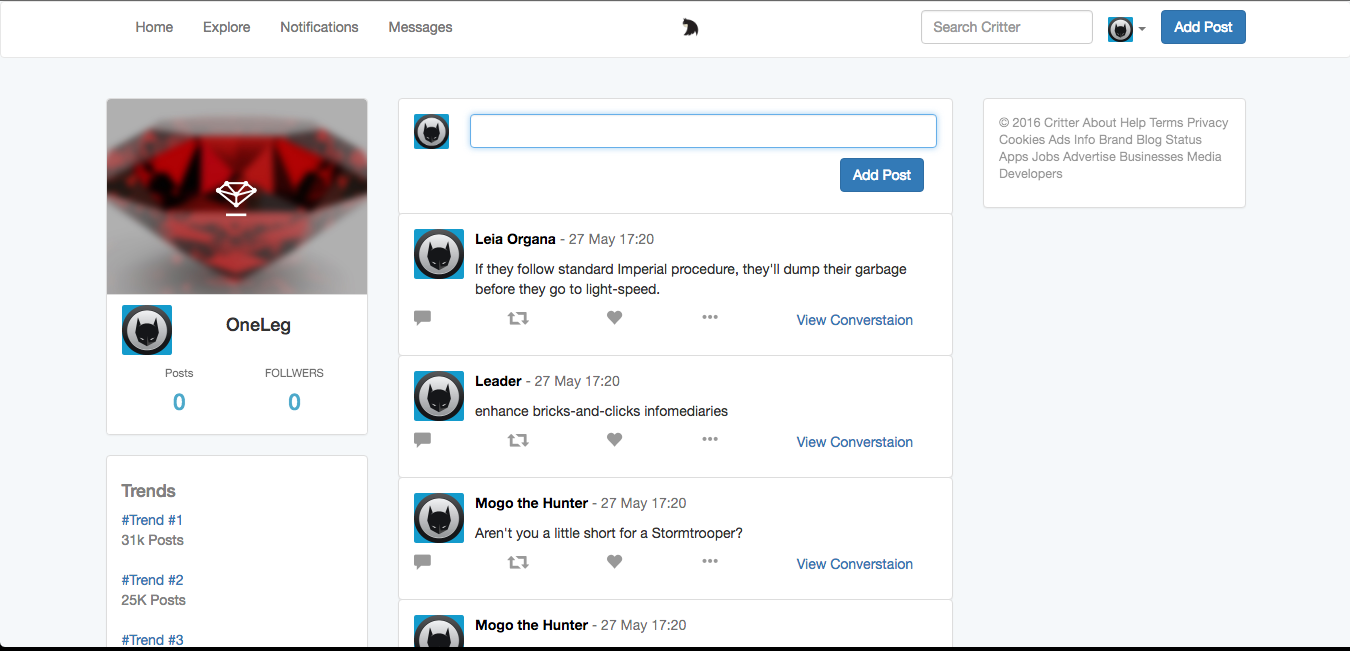 Home Explore Notifications Messages Search Critter Add Post
OneLeg
Posts FOLLWERS
0 0
Trends
#Trend #1
31k Posts
#Trend #2
25K Posts
#Trend #3
Add Post
Leia Organa - 27 May 17:20
If they follow standard Imperial procedure, they'll dump their garbage
before they go to light-speed.
View Converstaion
Leader - 27 May 17:20
enhance bricks-and-clicks infomediaries
View Converstaion
Mogo the Hunter - 27 May 17:20
Aren't you a little short for a Stormtrooper?
View Converstaion
Mogo the Hunter - 27 May 17:20
© 2016 Critter About Help Terms Privacy
Cookies Ads Info Brand Blog Status
Apps Jobs Advertise Businesses Media
Developers